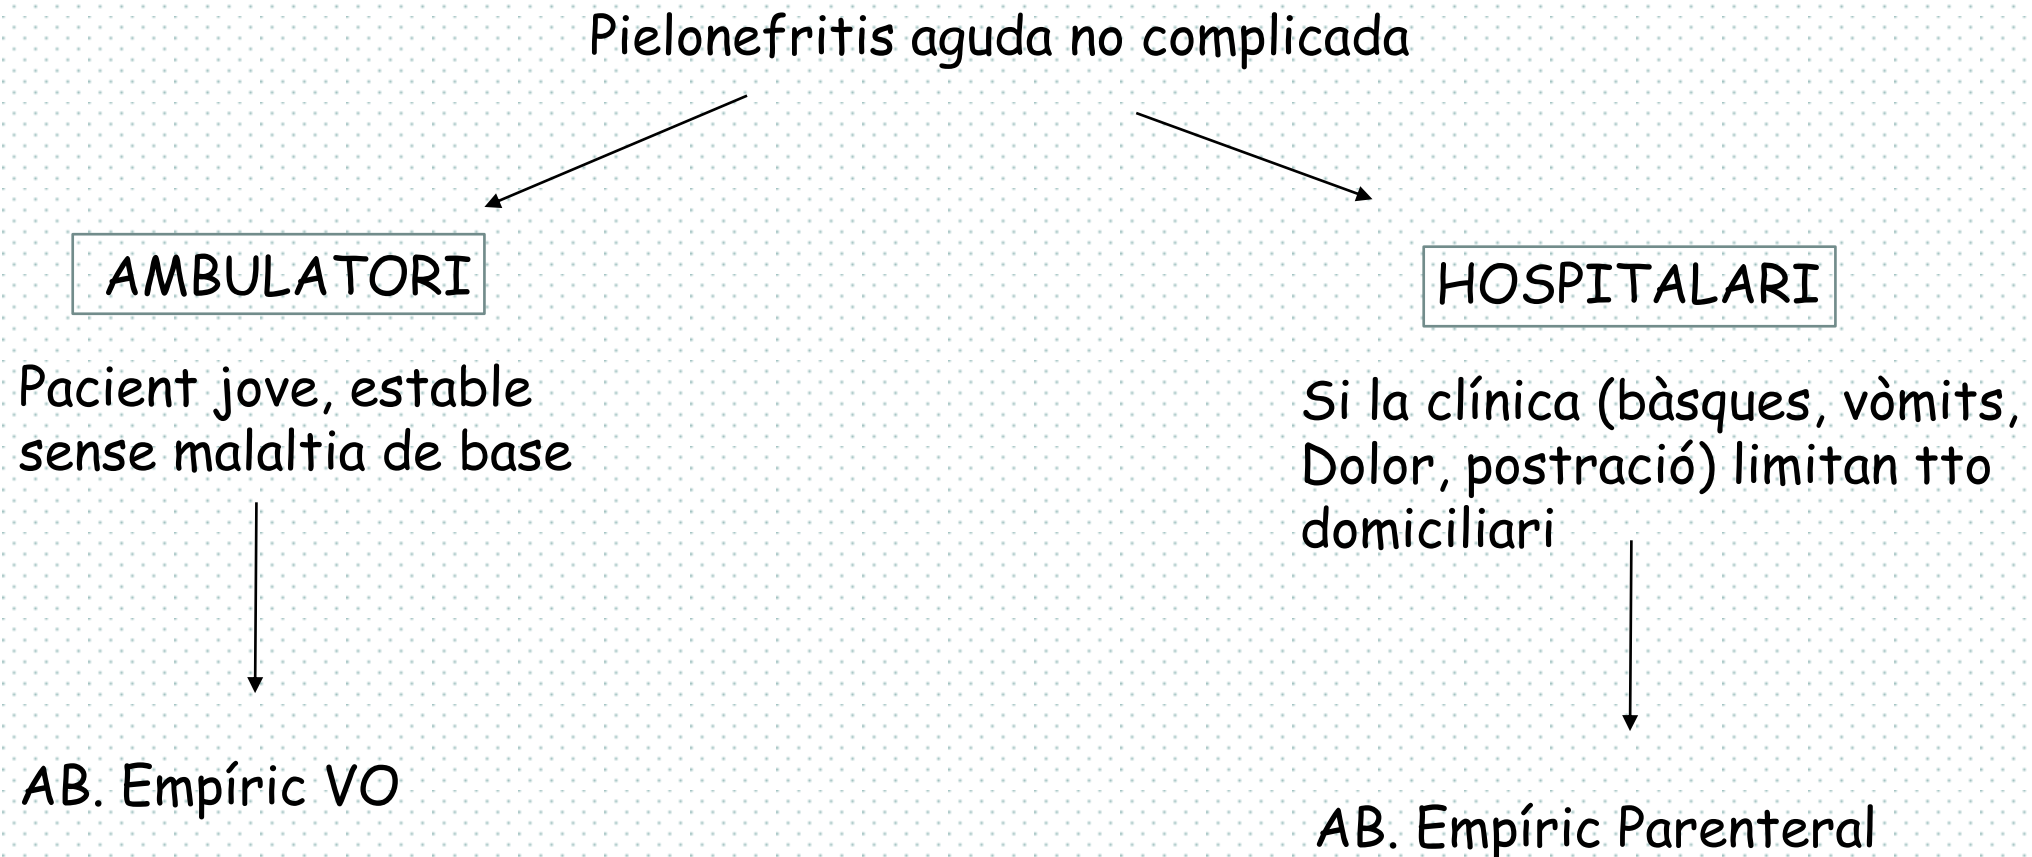 Pielonefritis aguda no complicada
AMBULATORI
Pacient jove, estable
sense malaltia de base
AB. Empíric VO
HOSPITALARI
Si la clínica (bàsques, vòmits,
Dolor, postració) limitan tto
domiciliari
AB. Empíric Parenteral